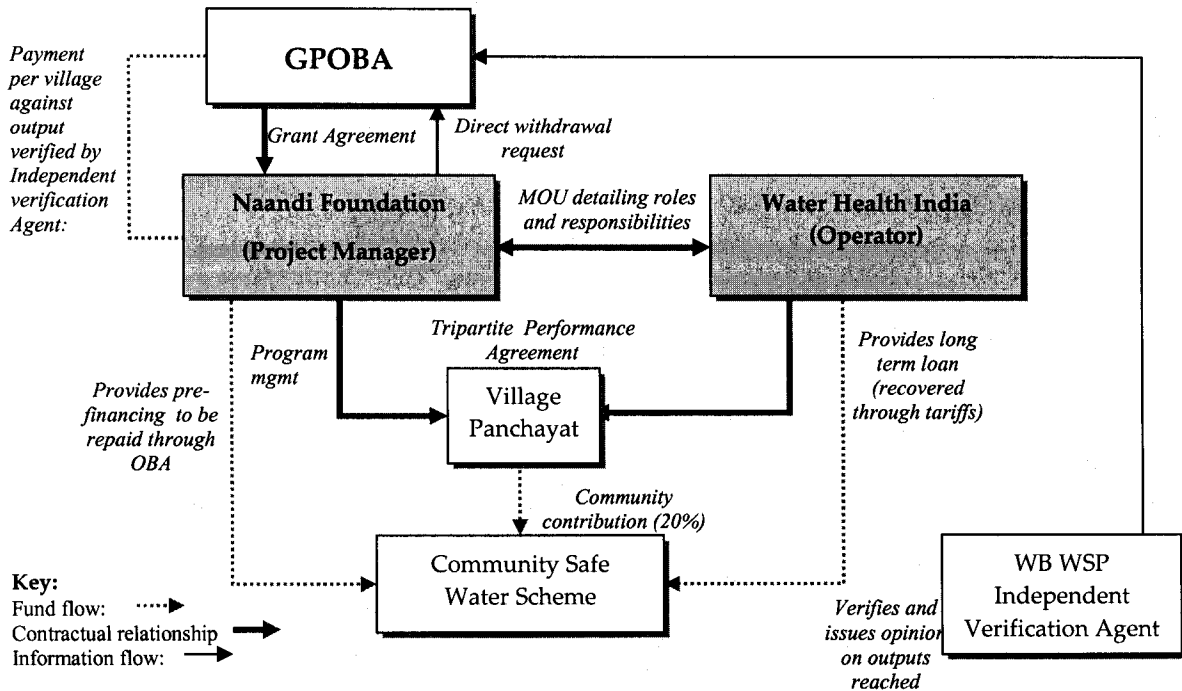 Payment
per village
against
output
verified by
Independent
verification
Agent:
GPOBA
Grant Agreement
Direct withdrawal
request
Naandi Foundation
(Project Manager)
MOU detailing roles
and responsibilities
Water Health India
(Operator)
Tripartite Performance
Agreement
Program
mgmt
Provides pre-
financing to be
repaid through
OBA
Village
Panchayat
Provides long
term loan
(recovered
through tariffs)
Community
contribution (20%)
Community Safe
Water Scheme
WB WSP
Independent
Verification Agent
Verifies and
issues opinion
on outputs
reached
Key:
Fund flow:
Contractual relationship
Information flow: